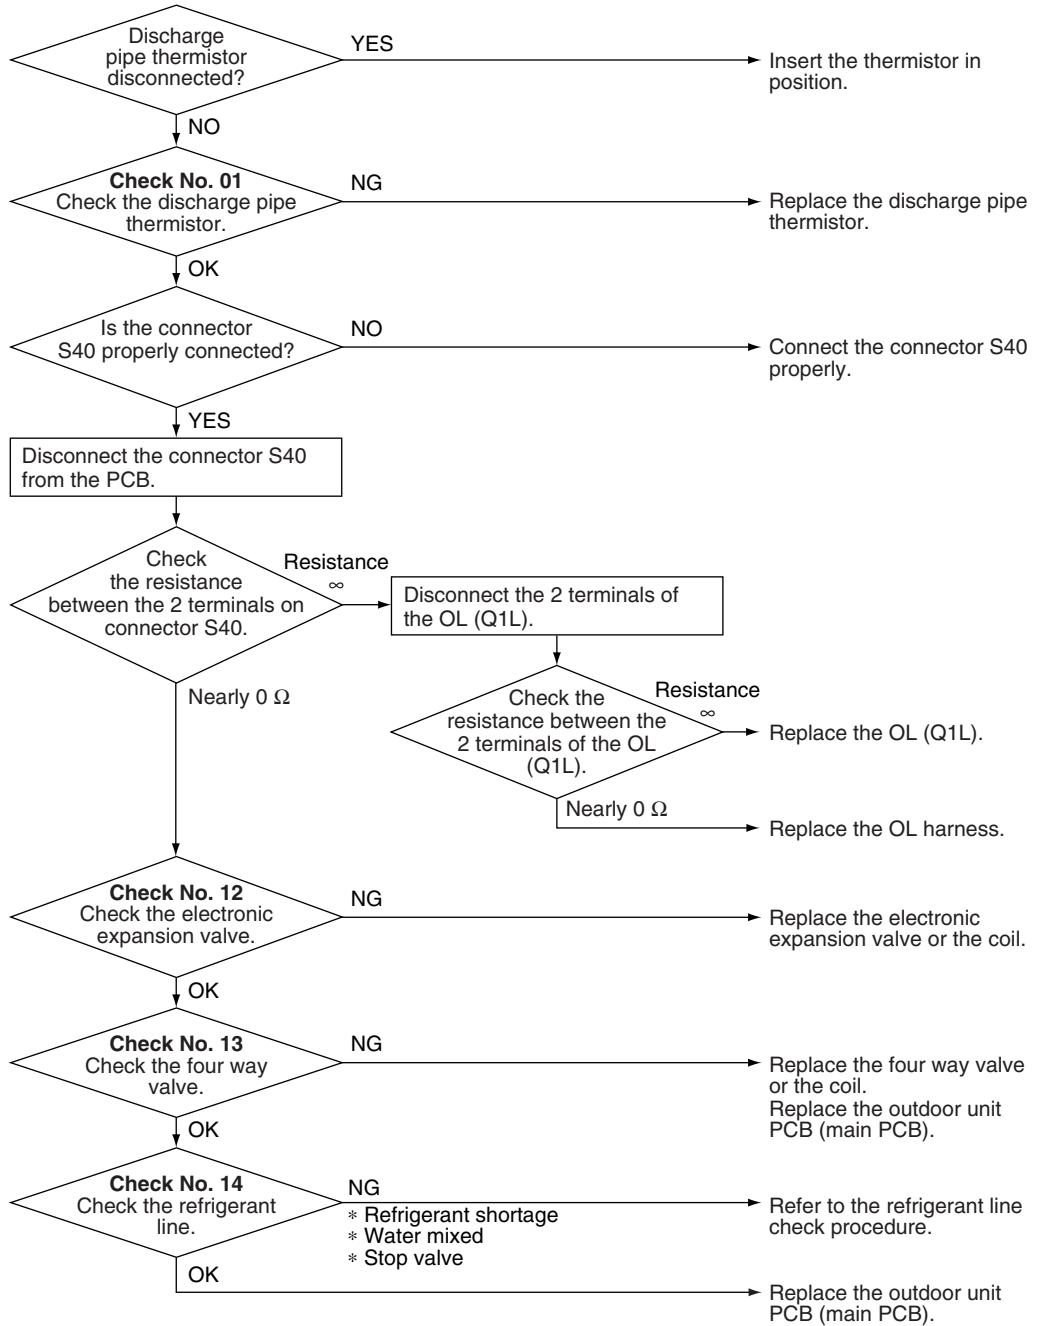 Discharge
pipe thermistor
disconnected?
YES
Insert the thermistor in
position.
NO
Check No. 01
Check the discharge pipe
thermistor.
NG
Replace the discharge pipe
thermistor.
OK
Is the connector
S40 properly connected?
NO
Connect the connector S40
properly.
YES
Disconnect the connector S40
from the PCB.
Check
the resistance
between the 2 terminals on
connector S40.
Resistance
∞
Disconnect the 2 terminals of
the OL (Q1L).
Nearly 0 Ω
Check the
resistance between the
2 terminals of the OL
(Q1L).
Resistance
∞
Replace the OL (Q1L).
Nearly 0 Ω
Replace the OL harness.
Check No. 12
Check the electronic
expansion valve.
NG
Replace the electronic
expansion valve or the coil.
OK
Check No. 13
Check the four way
valve.
NG
Replace the four way valve
or the coil.
Replace the outdoor unit
PCB (main PCB).
OK
Check No. 14
Check the refrigerant
line.
NG
∗ Refrigerant shortage
∗ Water mixed
∗ Stop valve
Refer to the refrigerant line
check procedure.
OK
Replace the outdoor unit
PCB (main PCB).